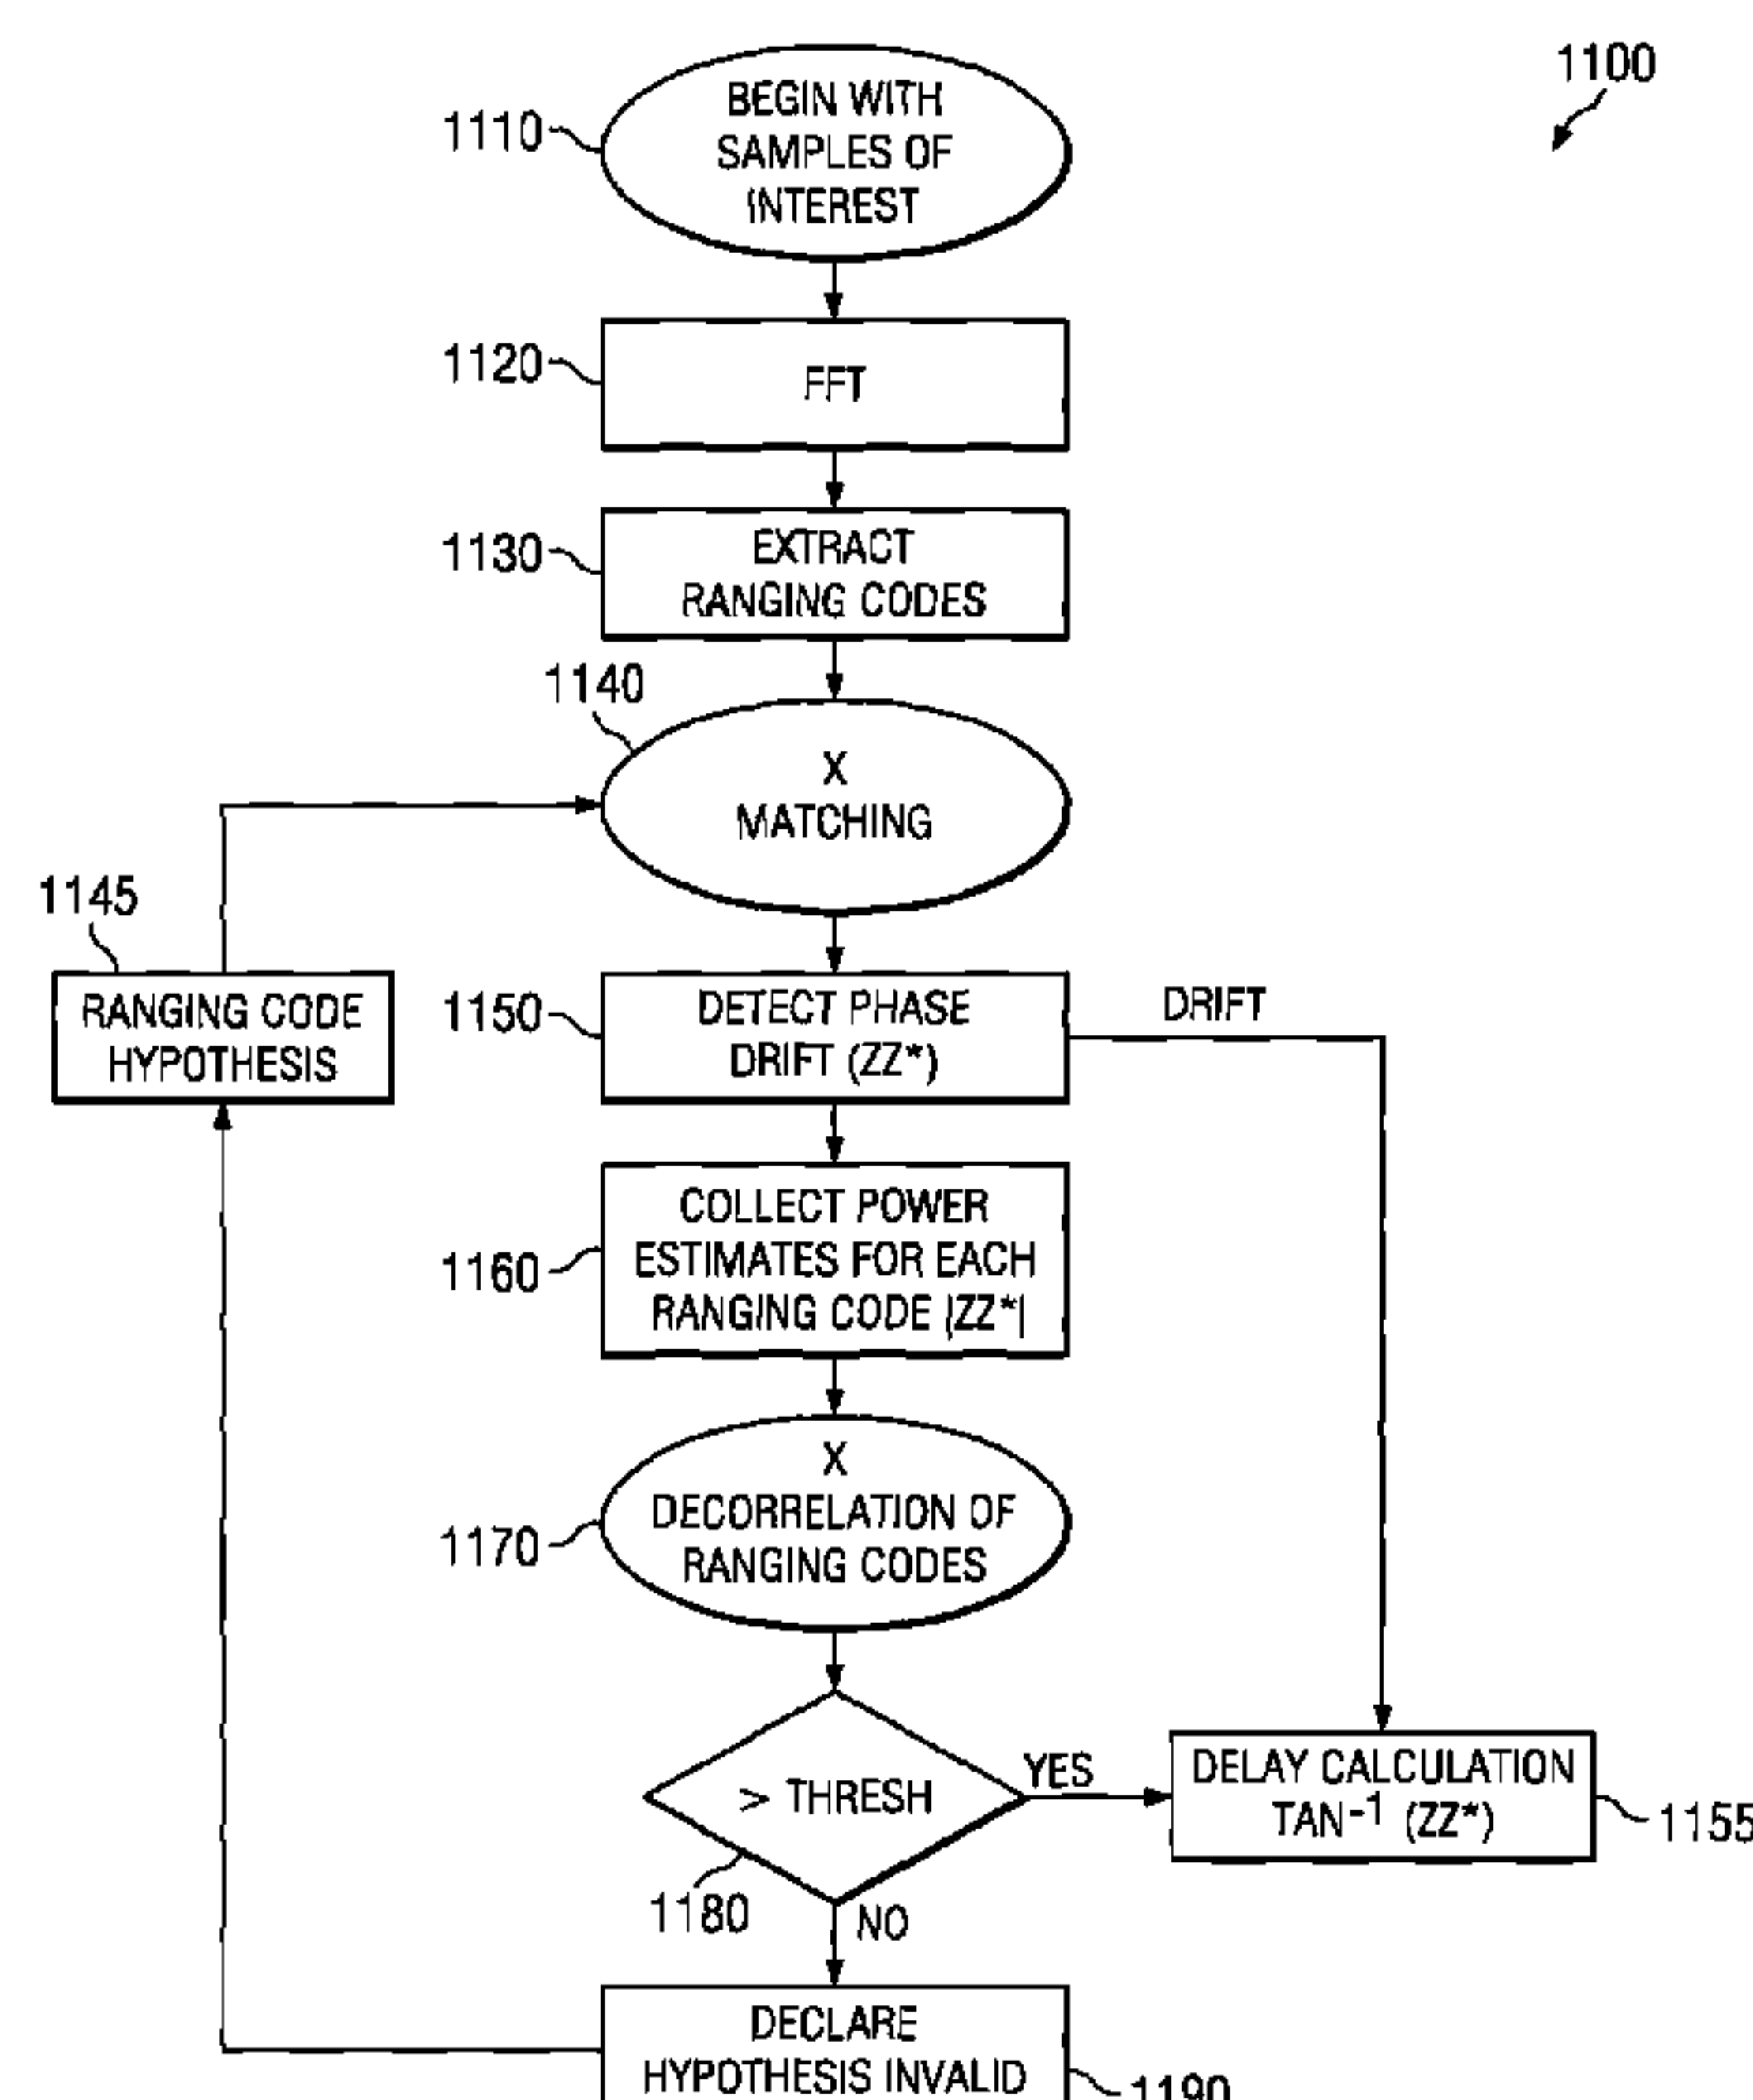 1100
1110
BEGIN WITH
SAMPLES OF
INTEREST
1120
FFT
1130
EXTRACT
RANGING CODES
1140
X
MATCHING
1145
RANGING CODE
HYPOTHESIS
1150
DETECT PHASE
DRIFT (ZZ*)
DRIFT
1160
COLLECT POWER
ESTIMATES FOR EACH
RANGING CODE |ZZ*|
1170
X
DECORRELATION OF
RANGING CODES
> THRESH
YES
1180
NO
DELAY CALCULATION
TAN-1 (ZZ*)
1155
DECLARE
HYPOTHESIS INVALID
1190